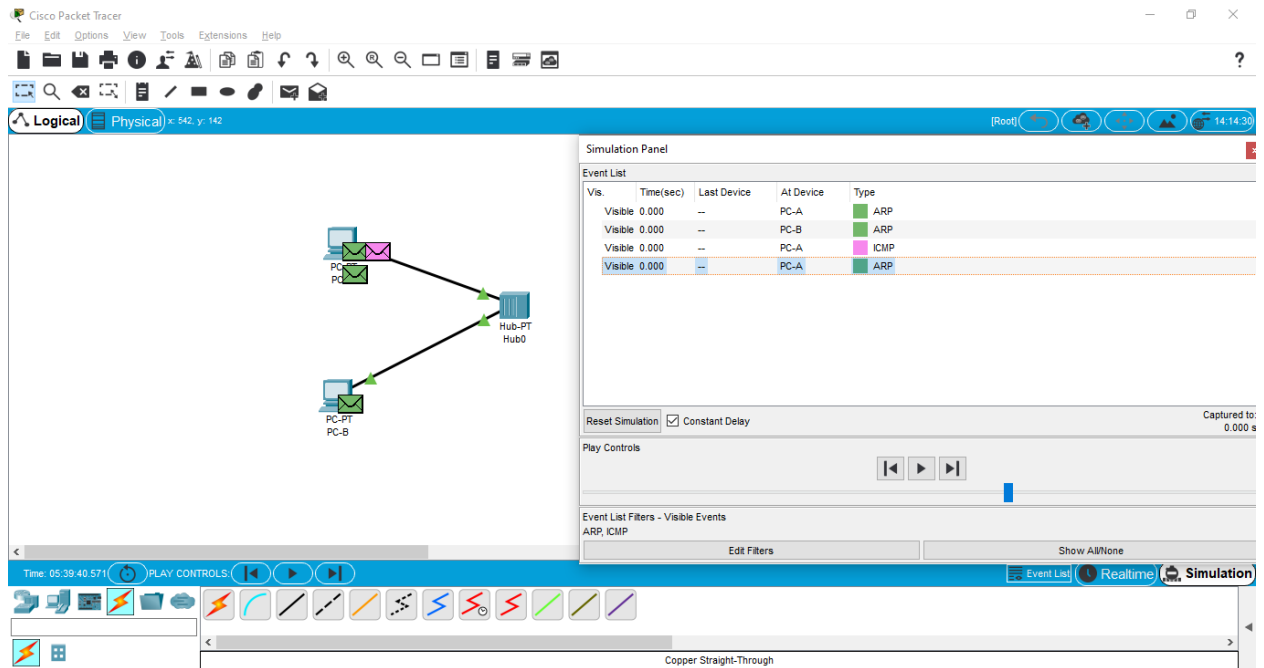 Cisco Packet Tracer
File Edit Options View Tools Extensions Help
?
Logical Physical x: 542, y: 142 [Root] 14:14:30
Simulation Panel
Event List
Vis. Time(sec) Last Device At Device Type
Visible 0.000 -- PC-A ARP
Visible 0.000 -- PC-B ARP
Visible 0.000 -- PC-A ICMP
Visible 0.000 -- PC-A ARP
Hub-PT
Hub0
PC-PT
PC-B
Reset Simulation Constant Delay
Captured to:
0.000 s
Play Controls
Event List Filters - Visible Events
ARP, ICMP
Edit Filters Show All/None
Time: 05:39:40.571 PLAY CONTROLS: Event List Realtime Simulation
Copper Straight-Through